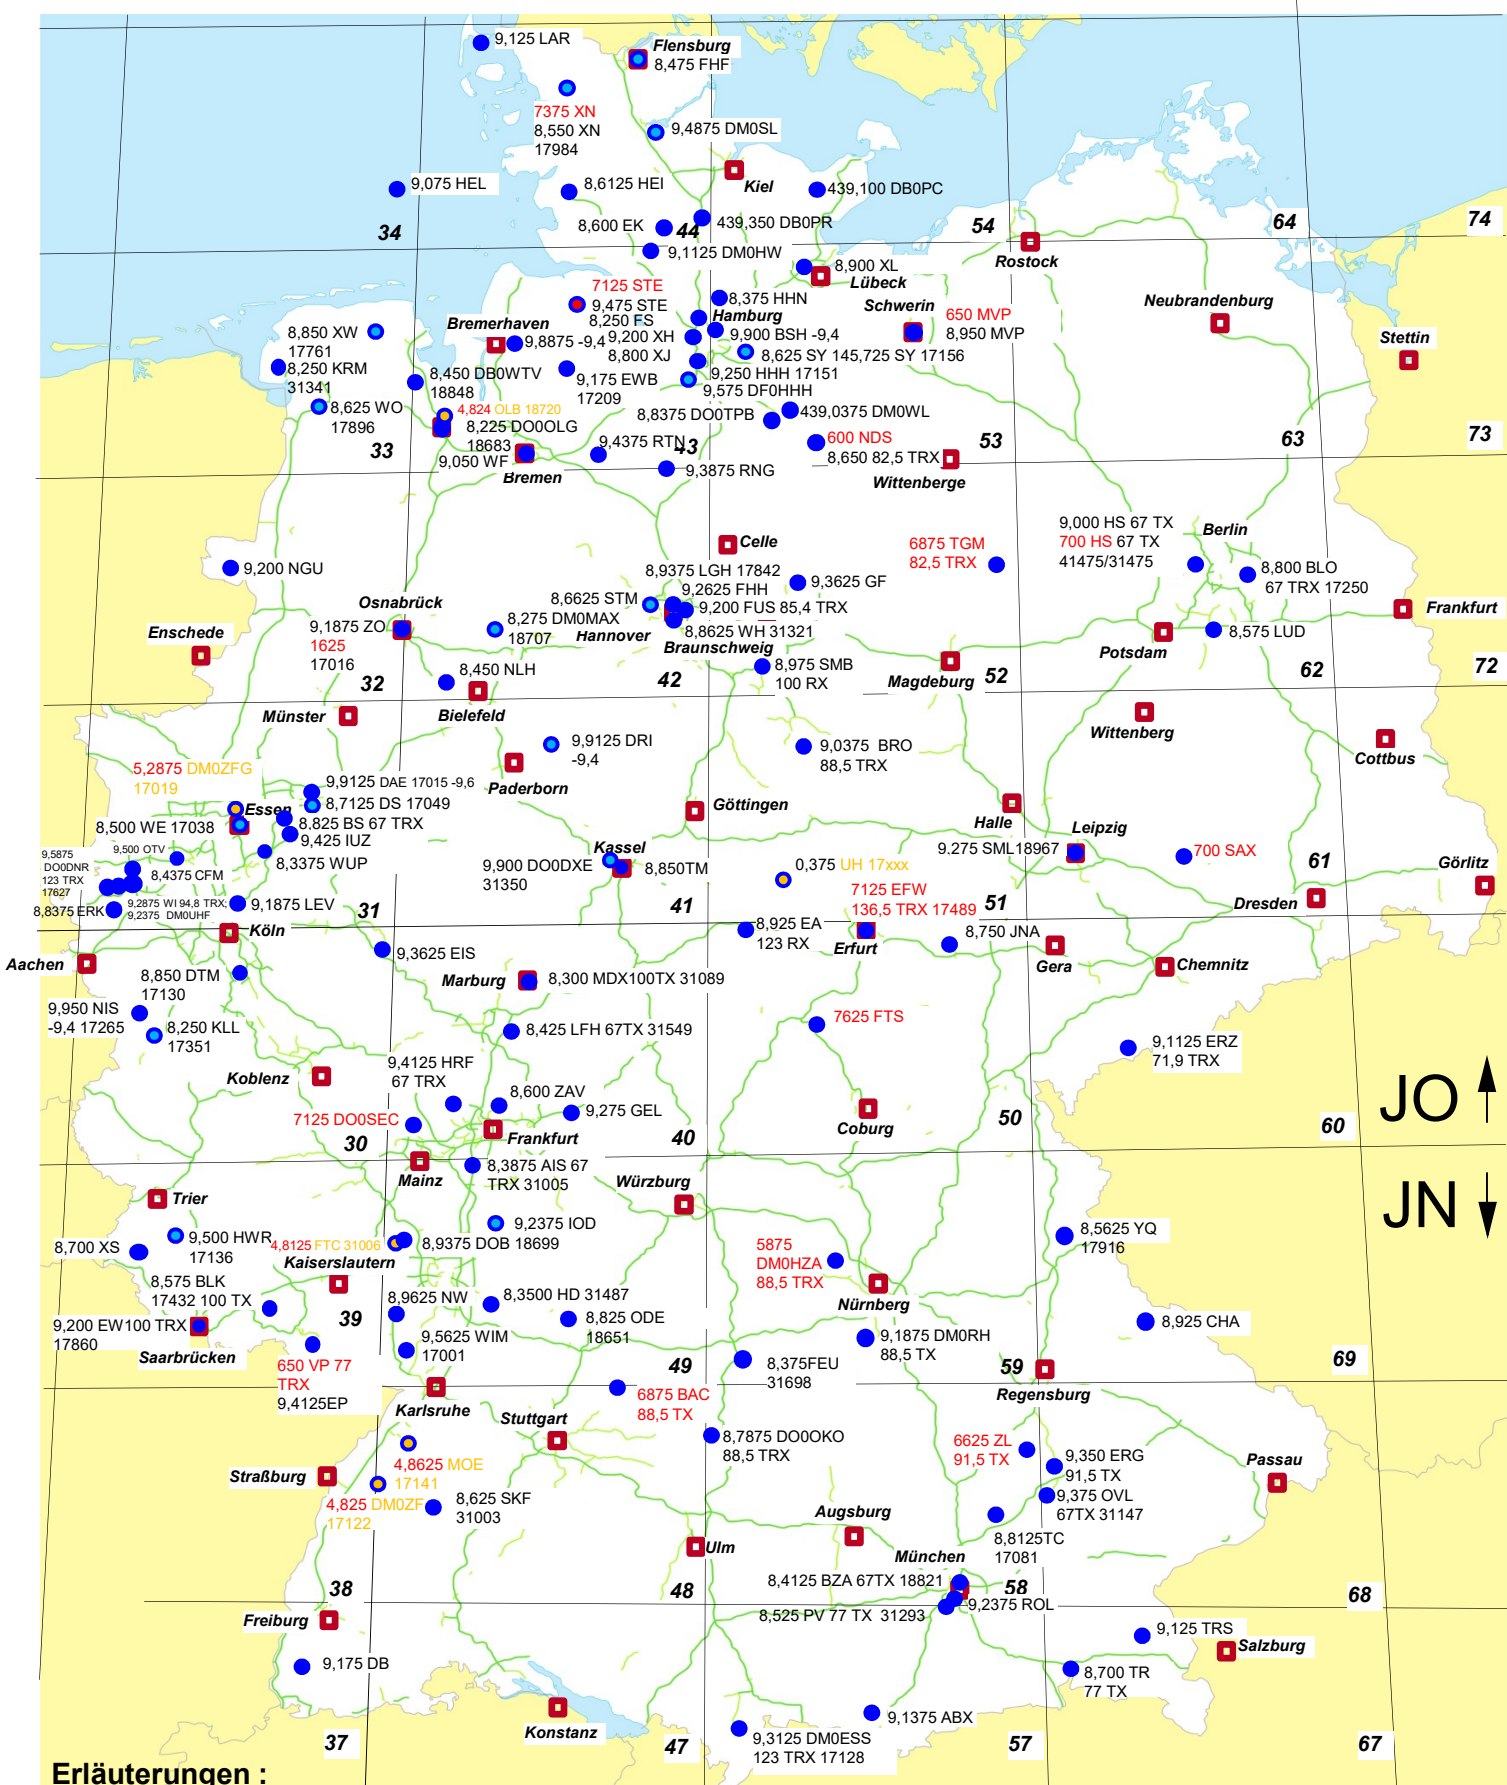 9,125 LAR
Flensburg
8,475 FHF
7375 XN
8,550 XN
17984
9,4875 DM0SL
Kiel
9,075 HEL
8,6125 HEI
439,100 DB0PC
8,600 EK
439,350 DB0PR
34
44
54
64
74
9,1125 DM0HW
Rostock
8,900 XL
Lübeck
7125 STE
9,475 STE
8,250 FS
8,375 HHN
Hamburg
Schwerin
650 MVP
8,950 MVP
Neubrandenburg
Stettin
8,850 XW
17761
Bremerhaven
9,8875 -9,4
9,200 XH
8,800 XJ
9,900 BSH -9,4
8,625 SY 145,725 SY 17156
8,250 KRM
31341
8,450 DB0WTV
18848
9,175 EWB
17209
9,250 HHH 17151
9,575 DF0HHH
8,625 WO
17896
4,824 OLB 18720
8,225 DO0OLG
18683
8,8375 DO0TPB
439,0375 DM0WL
600 NDS
8,650 82,5 TRX
33
9,050 WF
Bremen
9,4375 RTN
43
9,3875 RNG
53
63
73
Wittenberge
Celle
6875 TGM
82,5 TRX
9,000 HS 67 TX
700 HS 67 TX
41475/31475
Berlin
8,800 BLO
67 TRX 17250
9,200 NGU
8,9375 LGH 17842
9,2625 FHH
9,3625 GF
Osnabrück
8,6625 STM
9,200 FUS 85,4 TRX
Frankfurt
9,1875 ZO
1625
17016
8,275 DM0MAX
18707
Hannover
8,8625 WH 31321
Braunschweig
8,575 LUD
Enschede
Potsdam
8,450 NLH
8,975 SMB
100 RX
Magdeburg
32
42
52
62
72
Münster
Bielefeld
Wittenberg
Cottbus
9,9125 DRI
-9,4
9,0375 BRO
88,5 TRX
5,2875 DM0ZFG
17019
9,9125 DAE 17015 -9,6
8,7125 DS 17049
Paderborn
Göttingen
Essen
8,825 BS 67 TRX
8,500 WE 17038
9,425 IUZ
8,3375 WUP
Halle
Leipzig
9.275 SML18967
700 SAX
9,5875
DO0DNR
123 TRX
17627
9,500 OTV
8,4375 CFM
Kassel
9,900 DO0DXE
31350
8,850TM
0,375 UH 17xxx
7125 EFW
136,5 TRX 17489
61
Görlitz
8,8375 ERK
9,2875 WI 94,8 TRX,
9,2375 DM0UHF
9,1875 LEV
31
41
51
Dresden
Köln
8,925 EA
123 RX
Erfurt
8,750 JNA
Aachen
9,3625 EIS
Gera
Chemnitz
8,850 DTM
17130
Marburg
8,300 MDX100TX 31089
9,950 NIS
-9,4 17265
8,250 KLL
17351
8,425 LFH 67TX 31549
7625 FTS
9,1125 ERZ
71,9 TRX
Koblenz
9,4125 HRF
67 TRX
8,600 ZAV
9,275 GEL
JO
7125 DO0SEC
Frankfurt
Coburg
30
40
50
60
Mainz
8,3875 AIS 67
TRX 31005
Würzburg
Trier
JN
9,500 HWR
17136
9,2375 IOD
8,5625 YQ
17916
8,700 XS
4,8125 FTC 31006
8,9375 DOB 18699
Kaiserslautern
5875
DM0HZA
88,5 TRX
8,575 BLK
17432 100 TX
8,9625 NW
8,3500 HD 31487
Nürnberg
9,200 EW100 TRX
17860
39
9,5625 WIM
17001
8,825 ODE
18651
9,1875 DM0RH
88,5 TX
8,925 CHA
Saarbrücken
650 VP 77
TRX
9,4125EP
49
8,375FEU
31698
59
69
Regensburg
Karlsruhe
6875 BAC
88,5 TX
Stuttgart
8,7875 DO0OKO
88,5 TRX
6625 ZL
91,5 TX
9,350 ERG
91,5 TX
Passau
Straßburg
4,8625 MOE
17141
4,825 DM0ZF
17122
8,625 SKF
31003
9,375 OVL
67TX 31147
Augsburg
8,8125TC
17081
Ulm
München
38
48
8,4125 BZA 67TX 18821
58
68
Freiburg
8,525 PV 77 TX 31293
9,2375 ROL
9,125 TRS
Salzburg
9,175 DB
8,700 TR
77 TX
Konstanz
9,1375 ABX
37
47
9,3125 DM0ESS
123 TRX 17128
57
67
Erläuterungen :